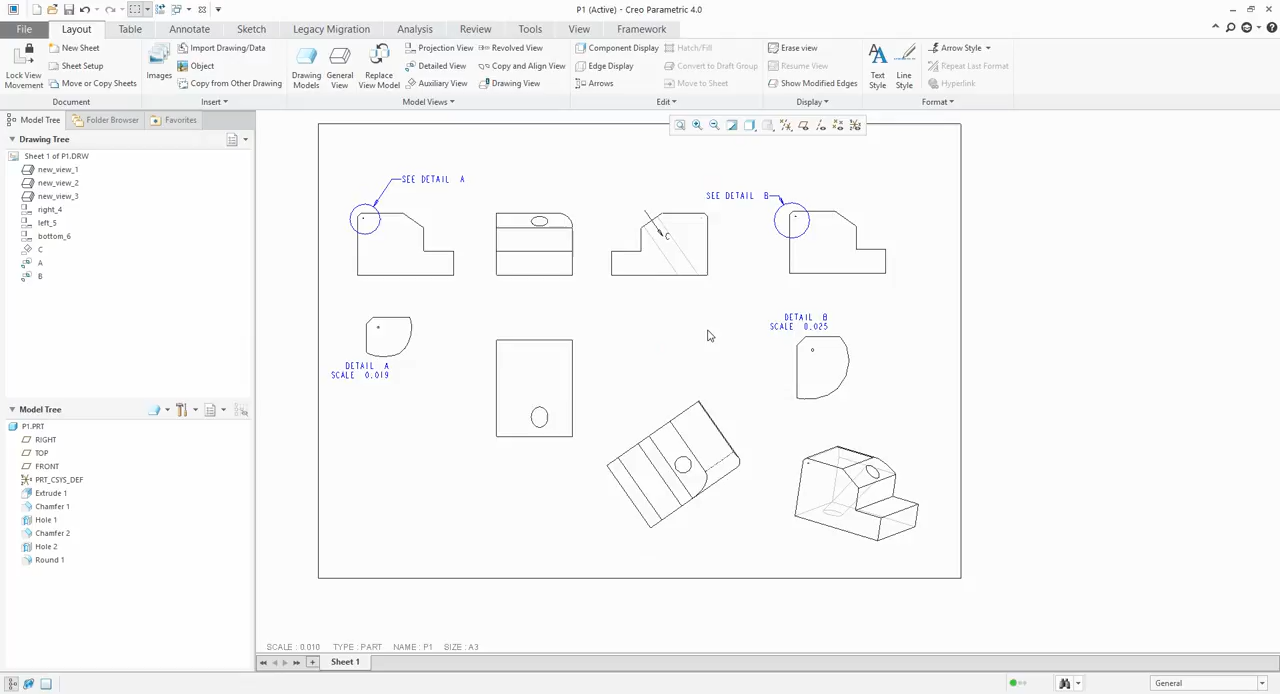 P1 (Active) - Creo Parametric 4.0
File Layout Table Annotate Sketch Legacy Migration Analysis Review Tools View Framework
Lock View Movement
New Sheet
Sheet Setup
Move or Copy Sheets
Document
Images
Import Drawing/Data
Object
Copy from Other Drawing
Insert
Drawing Models
General View
Replace View Model
Projection View
Detailed View
Auxiliary View
Revolved View
Copy and Align View
Drawing View
Model Views
Component Display
Edge Display
Arrows
Hatch/Fill
Convert to Draft Group
Move to Sheet
Edit
Erase view
Resume View
Show Modified Edges
Display
Text Style
Line Style
Arrow Style
Repeat Last Format
Hyperlink
Format
Model Tree Folder Browser Favorites
Drawing Tree
Sheet 1 of P1.DRW
new_view_1
new_view_2
new_view_3
right_4
left_5
bottom_6
C
A
B
Model Tree
P1.PRT
RIGHT
TOP
FRONT
PRT_CSYS_DEF
Extrude 1
Chamfer 1
Hole 1
Chamfer 2
Hole 2
Round 1
SEE DETAIL A
SEE DETAIL B
C
DETAIL A
SCALE 0.019
DETAIL B
SCALE 0.025
SCALE : 0.010 TYPE : PART NAME : P1 SIZE : A3
Sheet 1
General